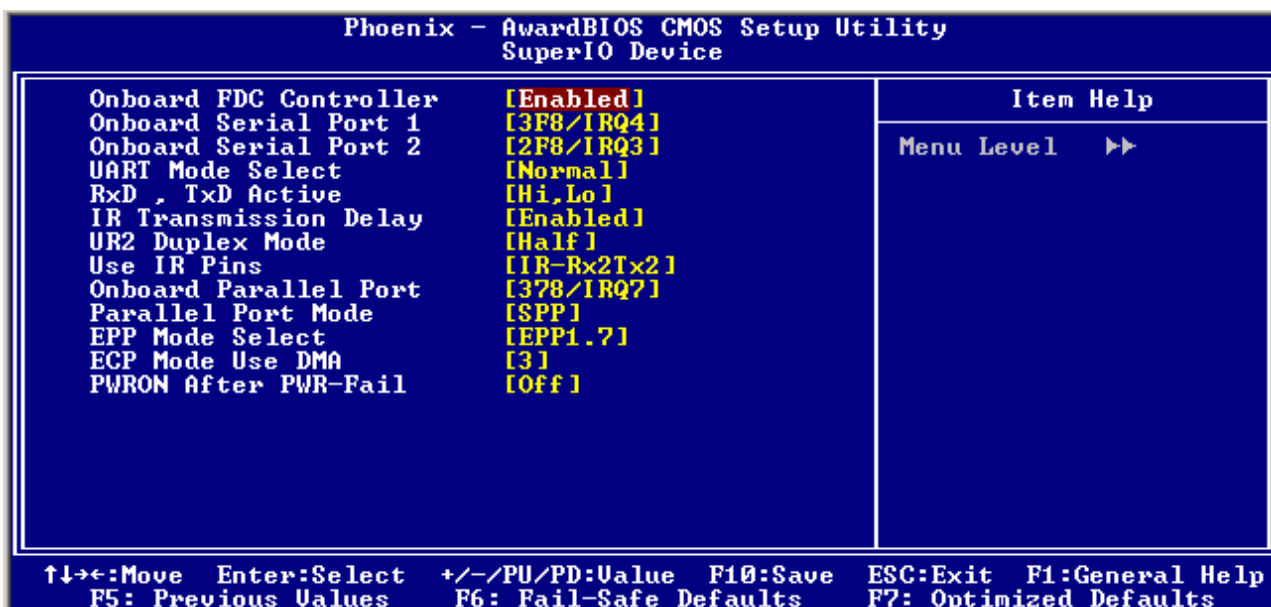 Phoenix - AwardBIOS CMOS Setup Utility
SuperIO Device
Onboard FDC Controller [Enabled]
Onboard Serial Port 1 [3F8/IRQ4]
Onboard Serial Port 2 [2F8/IRQ3]
UART Mode Select [Normal]
RxD , TxD Active [Hi,Lo]
IR Transmission Delay [Enabled]
UR2 Duplex Mode [Half]
Use IR Pins [IR-Rx2Tx2]
Onboard Parallel Port [378/IRQ7]
Parallel Port Mode [SPP]
EPP Mode Select [EPP1.7]
ECP Mode Use DMA [3]
PWRON After PWR-Fail [Off]
Item Help
Menu Level ►►
↑↓→←:Move Enter:Select +/-/PU/PD:Value F10:Save ESC:Exit F1:General Help
F5: Previous Values F6: Fail-Safe Defaults F7: Optimized Defaults